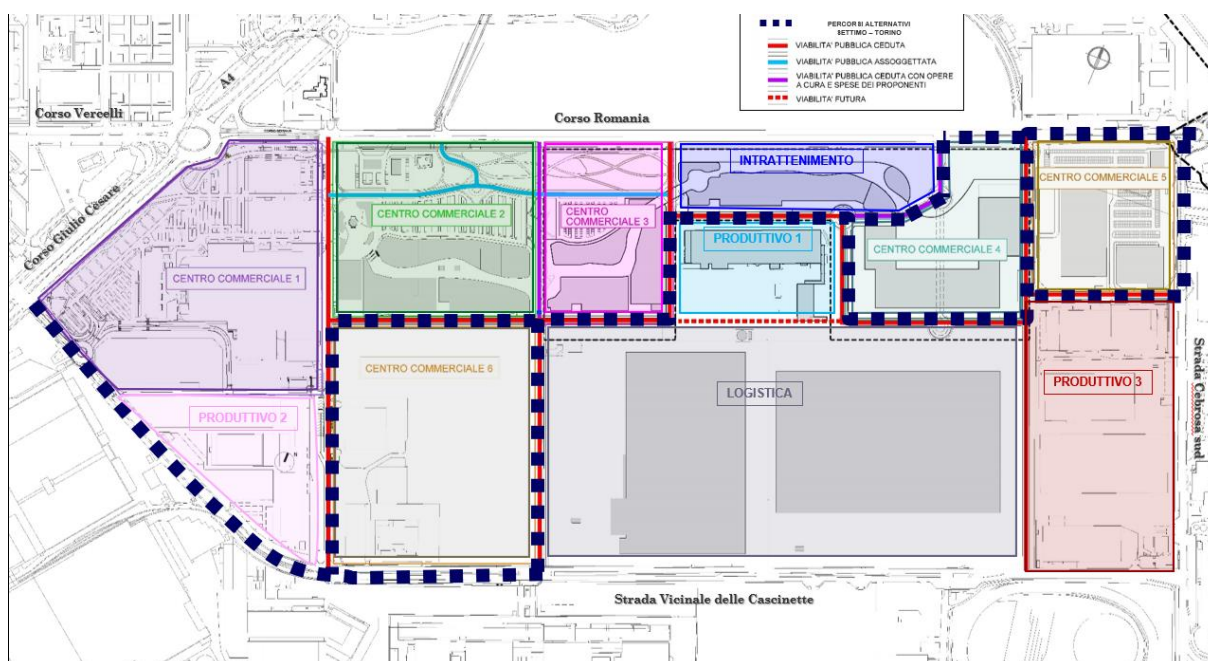 PERCORSI ALTERNATIVI
SETTIMO – TORINO
VIABILITA' PUBBLICA CEDUTA
VIABILITA' PUBBLICA ASSOGGETTATA
VIABILITA' PUBBLICA CEDUTA CON OPERE
A CURA E SPESE DEI PROPONENTI
VIABILITA' FUTURA
A4
Corso Vercelli
Corso Romania
Corso Giulio Cesare
INTRATTENIMENTO
CENTRO COMMERCIALE 5
CENTRO COMMERCIALE 2
CENTRO
COMMERCIALE 3
PRODUTTIVO 1
CENTRO COMMERCIALE 4
CENTRO COMMERCIALE 1
CENTRO COMMERCIALE 6
LOGISTICA
PRODUTTIVO 3
PRODUTTIVO 2
Strada Cebrosa sud
Strada Vicinale delle Cascinette